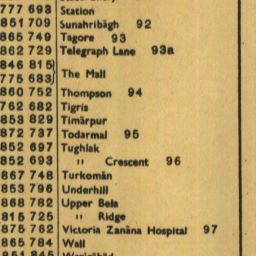 777 693 Station
851 709 Sunahribāgh 92
865 749 Tagore 93
862 729 Telegraph Lane 93a
846 815
775 683 } The Mall
860 752 Thompson 94
762 682 Tigris
853 829 Timārpur
872 737 Todarmal 95
852 697 Tughlak
852 693 " Crescent 96
867 748 Turkomān
853 796 Underhill
868 782 Upper Bela
815 725 " Ridge
875 762 Victoria Zanāna Hospital 97
865 784 Wall